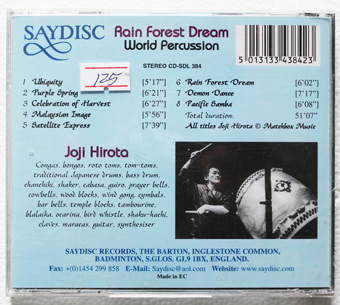 SAYDISC
Rain Forest Dream
World Percussion
STEREO CD-SDL 384
5 013133 438423
1 Ubiquity [5'17"]
2 Purple Spring [6'21"]
3 Celebration of Harvest [6'27"]
4 Malaysian Image [5'56"]
5 Satellite Express [7'39"]
125
6 Rain Forest Dream [6'02"]
7 Demon Dance [7'17"]
8 Pacific Samba [6'08"]
Total duration 51'07"
All titles Joji Hirota © Matchbox Music
Joji Hirota
Congas, bongos, roto toms, tom-toms,
traditional Japanese drums, bass drum,
chanchiki, shaker, cabasa, guiro, prayer bells,
cow/bells, wood blocks, wind gong, cymbals,
bar bells, temple blocks, tambourine,
blalaika, ocarina, bird whistle, shaku-hachi,
claves, maracas, guitar, synthesiser
SAYDISC RECORDS, THE BARTON, INGLESTONE COMMON,
BADMINTON, S.GLOS. GL9 1BX, ENGLAND.
Fax: +(0)1454 299 858 E-Mail: Saydisc@aol.com Website: www.saydisc.com
Made in EC